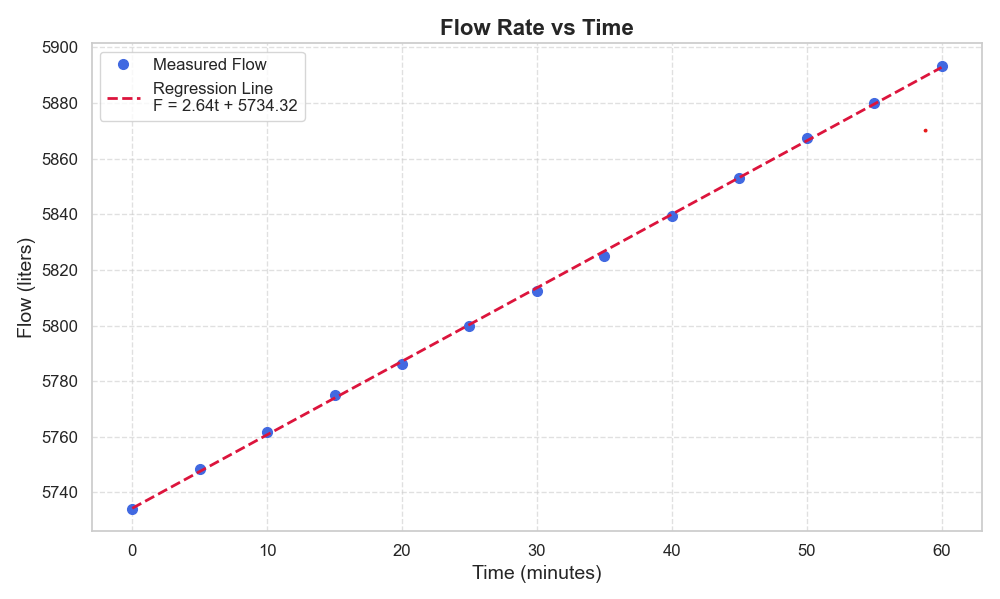 Flow Rate vs Time
Measured Flow
Regression Line
F = 2.64t + 5734.32
Flow (liters)
5900
5880
5860
5840
5820
5800
5780
5760
5740
0 10 20 30 40 50 60
Time (minutes)